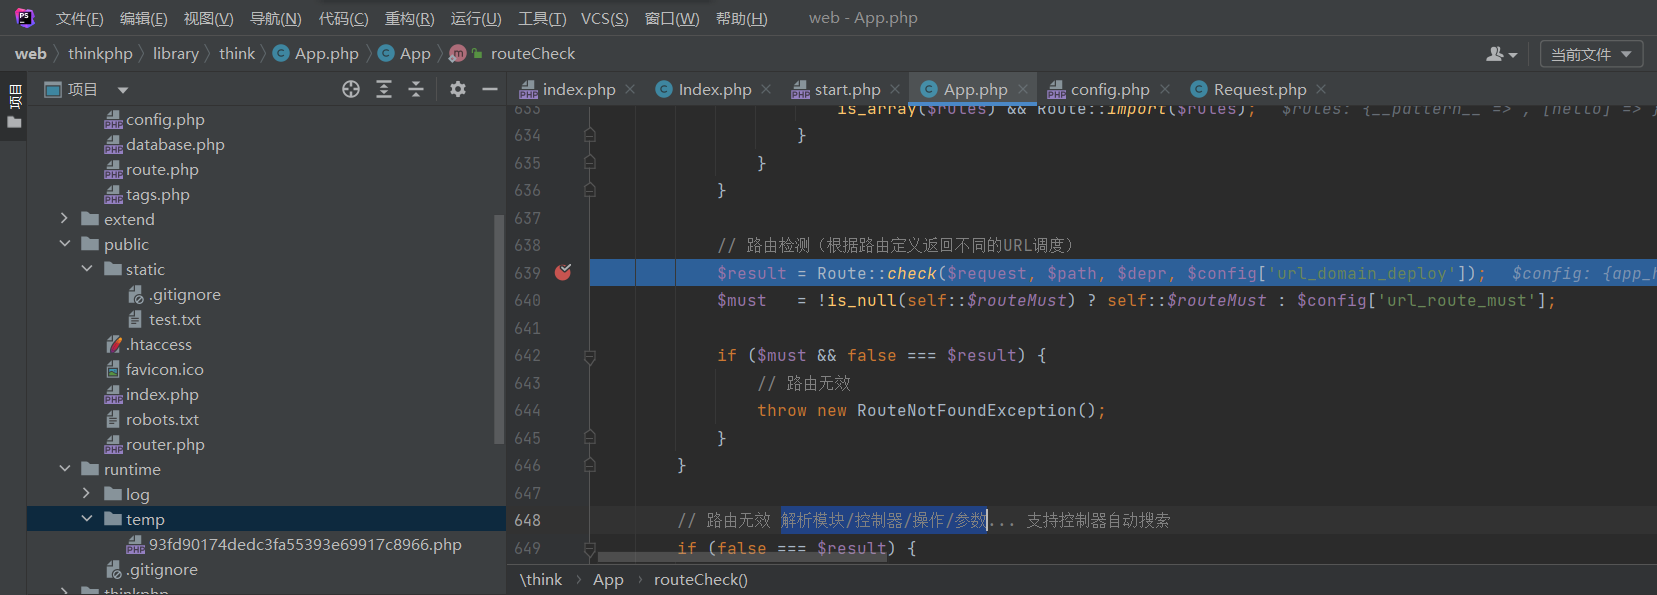 文件(F) 编辑(E) 视图(V) 导航(N) 代码(C) 重构(R) 运行(U) 工具(T) VCS(S) 窗口(W) 帮助(H) web - App.php
web thinkphp library think App.php App routeCheck 当前文件
项目
项目
config.php
database.php
route.php
tags.php
extend
public
static
.gitignore
test.txt
.htaccess
favicon.ico
index.php
robots.txt
router.php
runtime
log
temp
93fd90174dedc3fa55393e69917c8966.php
.gitignore
thinkphp
index.php Index.php start.php App.php config.php Request.php
633 is_array($rules) && Route::import($rules); $rules: {__pattern__ => , [hello] => }
634 }
635 }
636 }
637
638 // 路由检测（根据路由定义返回不同的URL调度）
639 $result = Route::check($request, $path, $depr, $config['url_domain_deploy']); $config: {app_h
640 $must = !is_null(self::$routeMust) ? self::$routeMust : $config['url_route_must'];
641
642 if ($must && false === $result) {
643 // 路由无效
644 throw new RouteNotFoundException();
645 }
646 }
647
648 // 路由无效 解析模块/控制器/操作/参数... 支持控制器自动搜索
649 if (false === $result) {
\think App routeCheck()